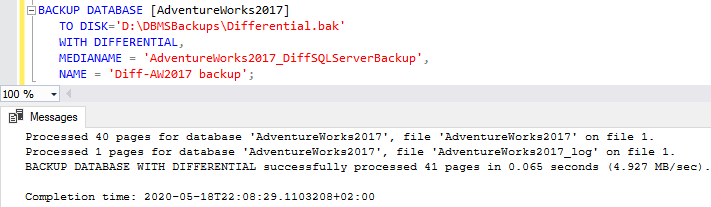 BACKUP DATABASE [AdventureWorks2017]
TO DISK='D:\DBMSBackups\Differential.bak'
WITH DIFFERENTIAL,
MEDIANAME = 'AdventureWorks2017_DiffSQLServerBackup',
NAME = 'Diff-AW2017 backup';
100 %
Messages
Processed 40 pages for database 'AdventureWorks2017', file 'AdventureWorks2017' on file 1.
Processed 1 pages for database 'AdventureWorks2017', file 'AdventureWorks2017_log' on file 1.
BACKUP DATABASE WITH DIFFERENTIAL successfully processed 41 pages in 0.065 seconds (4.927 MB/sec).
Completion time: 2020-05-18T22:08:29.1103208+02:00